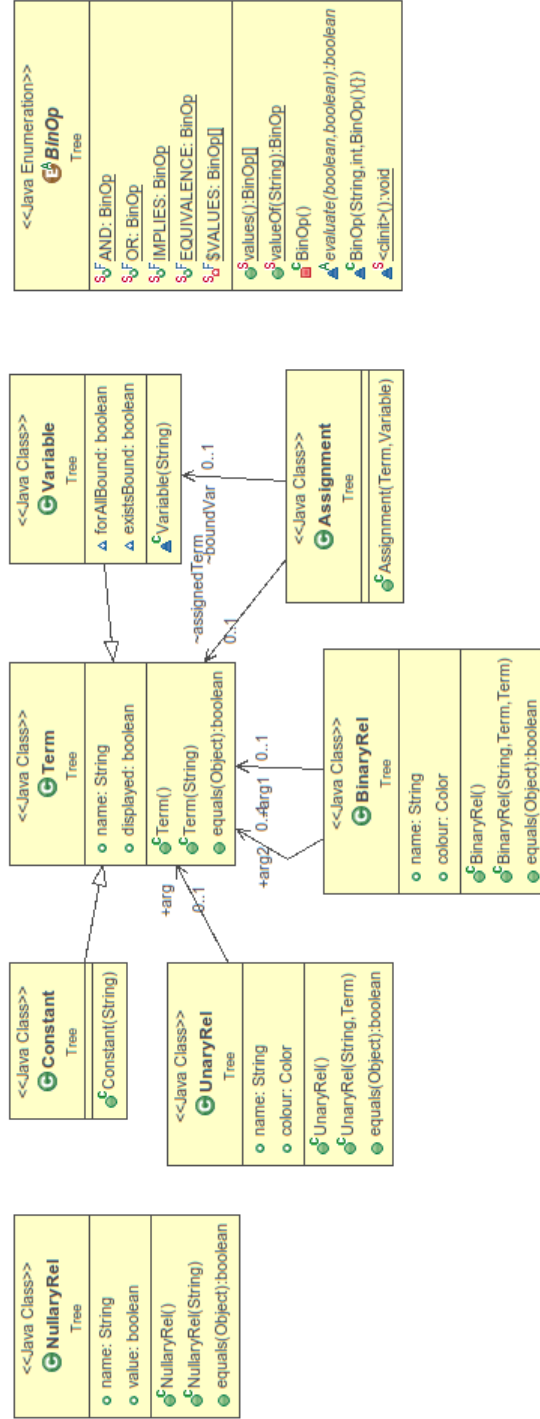 <<Java Class>>
NullaryRel
Tree
name: String
value: boolean
NullaryRel()
NullaryRel(String)
equals(Object):boolean
<<Java Class>>
Constant
Tree
Constant(String)
<<Java Class>>
UnaryRel
Tree
name: String
colour: Color
UnaryRel()
UnaryRel(String,Term)
equals(Object):boolean
+arg
0..1
<<Java Class>>
Term
Tree
name: String
displayed: boolean
Term()
Term(String)
equals(Object):boolean
+arg2
+arg1
0..1
<<Java Class>>
BinaryRel
Tree
name: String
colour: Color
BinaryRel()
BinaryRel(String,Term,Term)
equals(Object):boolean
<<Java Class>>
Variable
Tree
forAllBound: boolean
existsBound: boolean
Variable(String)
~assignedTerm
0..1
~boundVar
0..1
<<Java Class>>
Assignment
Tree
Assignment(Term,Variable)
<<Java Enumeration>>
BinOp
Tree
AND: BinOp
OR: BinOp
IMPLIES: BinOp
EQUIVALENCE: BinOp
$VALUES: BinOp[]
values():BinOp[]
valueOf(String):BinOp
BinOp()
evaluate(boolean,boolean):boolean
BinOp(String,int,BinOp(){})
<clinit>():void